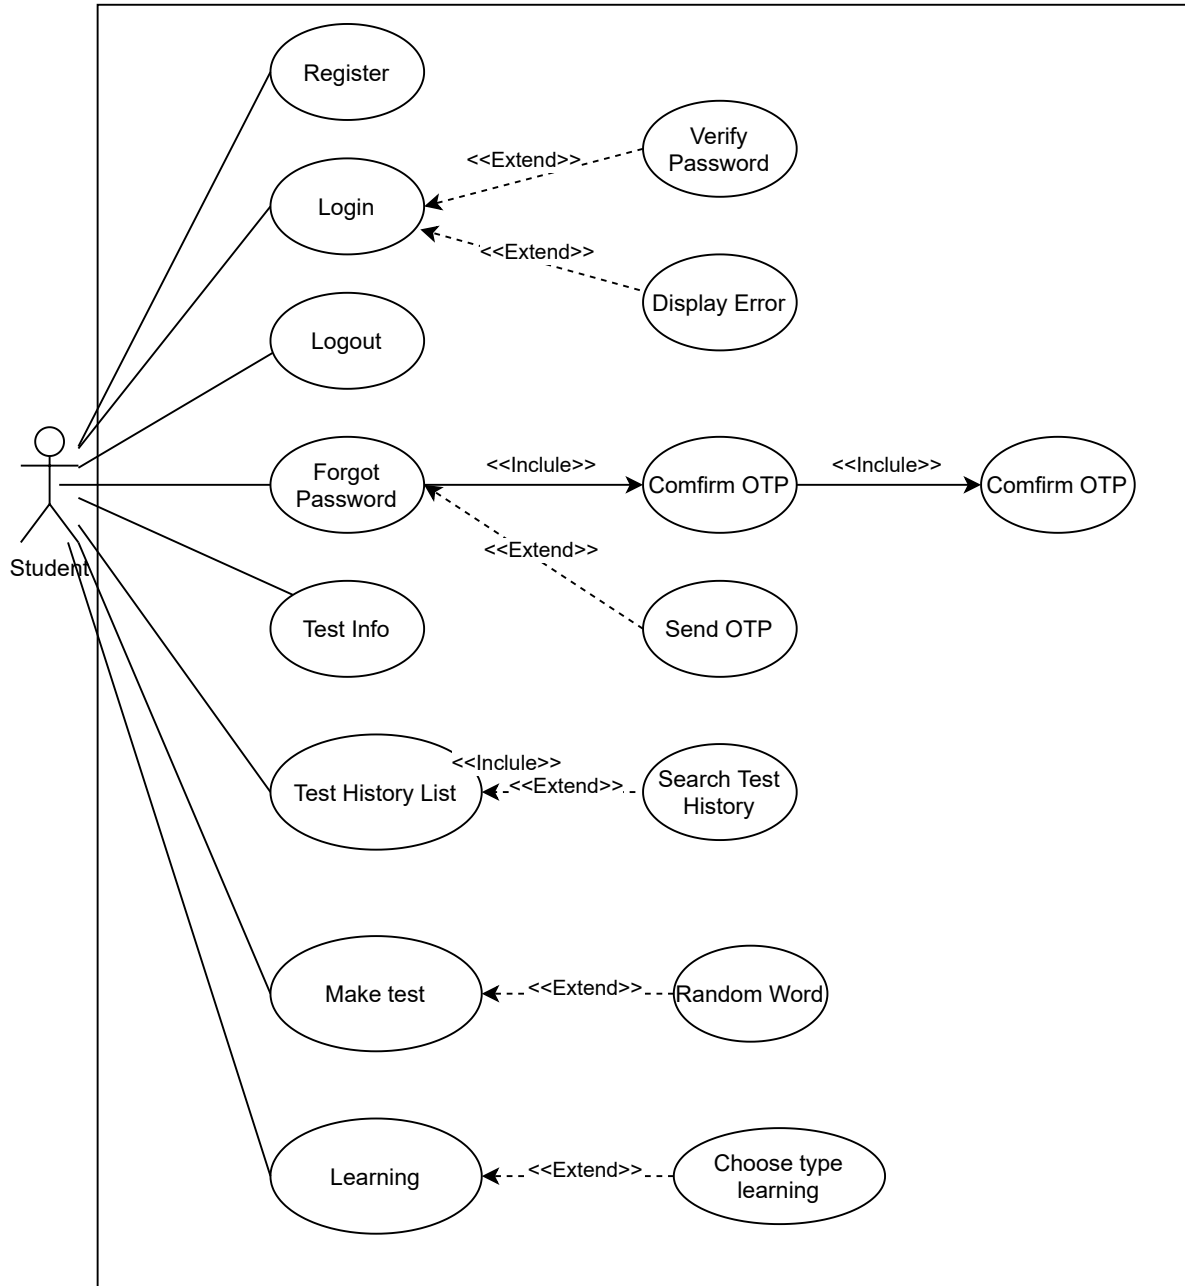 Register
Verify
Password
<<Extend>>
Login
<<Extend>>
Display Error
Logout
Student
Forgot
Password
<<Inclule>>
Comfirm OTP
<<Inclule>>
Comfirm OTP
<<Extend>>
Test Info
Send OTP
Test History List
<<Inclule>>
<<Extend>>
Search Test
History
Make test
<<Extend>>
Random Word
Learning
<<Extend>>
Choose type
learning